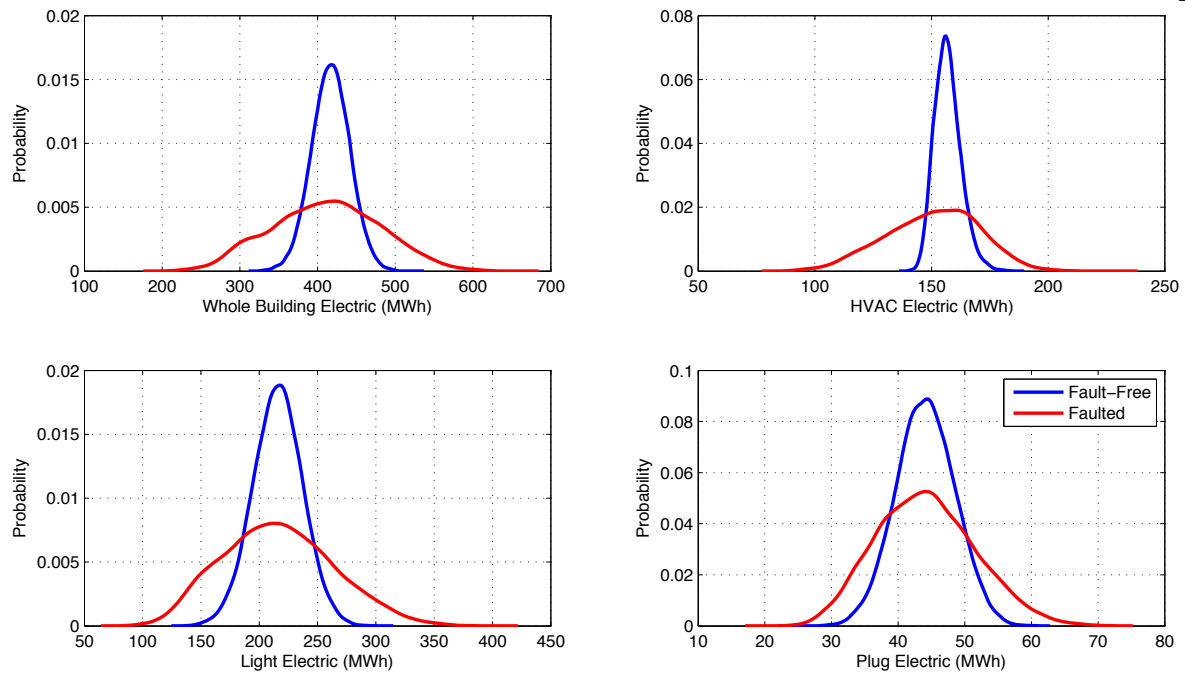 0.02
0.015
0.01
0.005
0
Probability
100 200 300 400 500 600 700
Whole Building Electric (MWh)
0.08
0.06
0.04
0.02
0
Probability
50 100 150 200 250
HVAC Electric (MWh)
0.02
0.015
0.01
0.005
0
Probability
50 100 150 200 250 300 350 400 450
Light Electric (MWh)
0.1
0.08
0.06
0.04
0.02
0
Probability
Fault-Free
Faulted
10 20 30 40 50 60 70 80
Plug Electric (MWh)